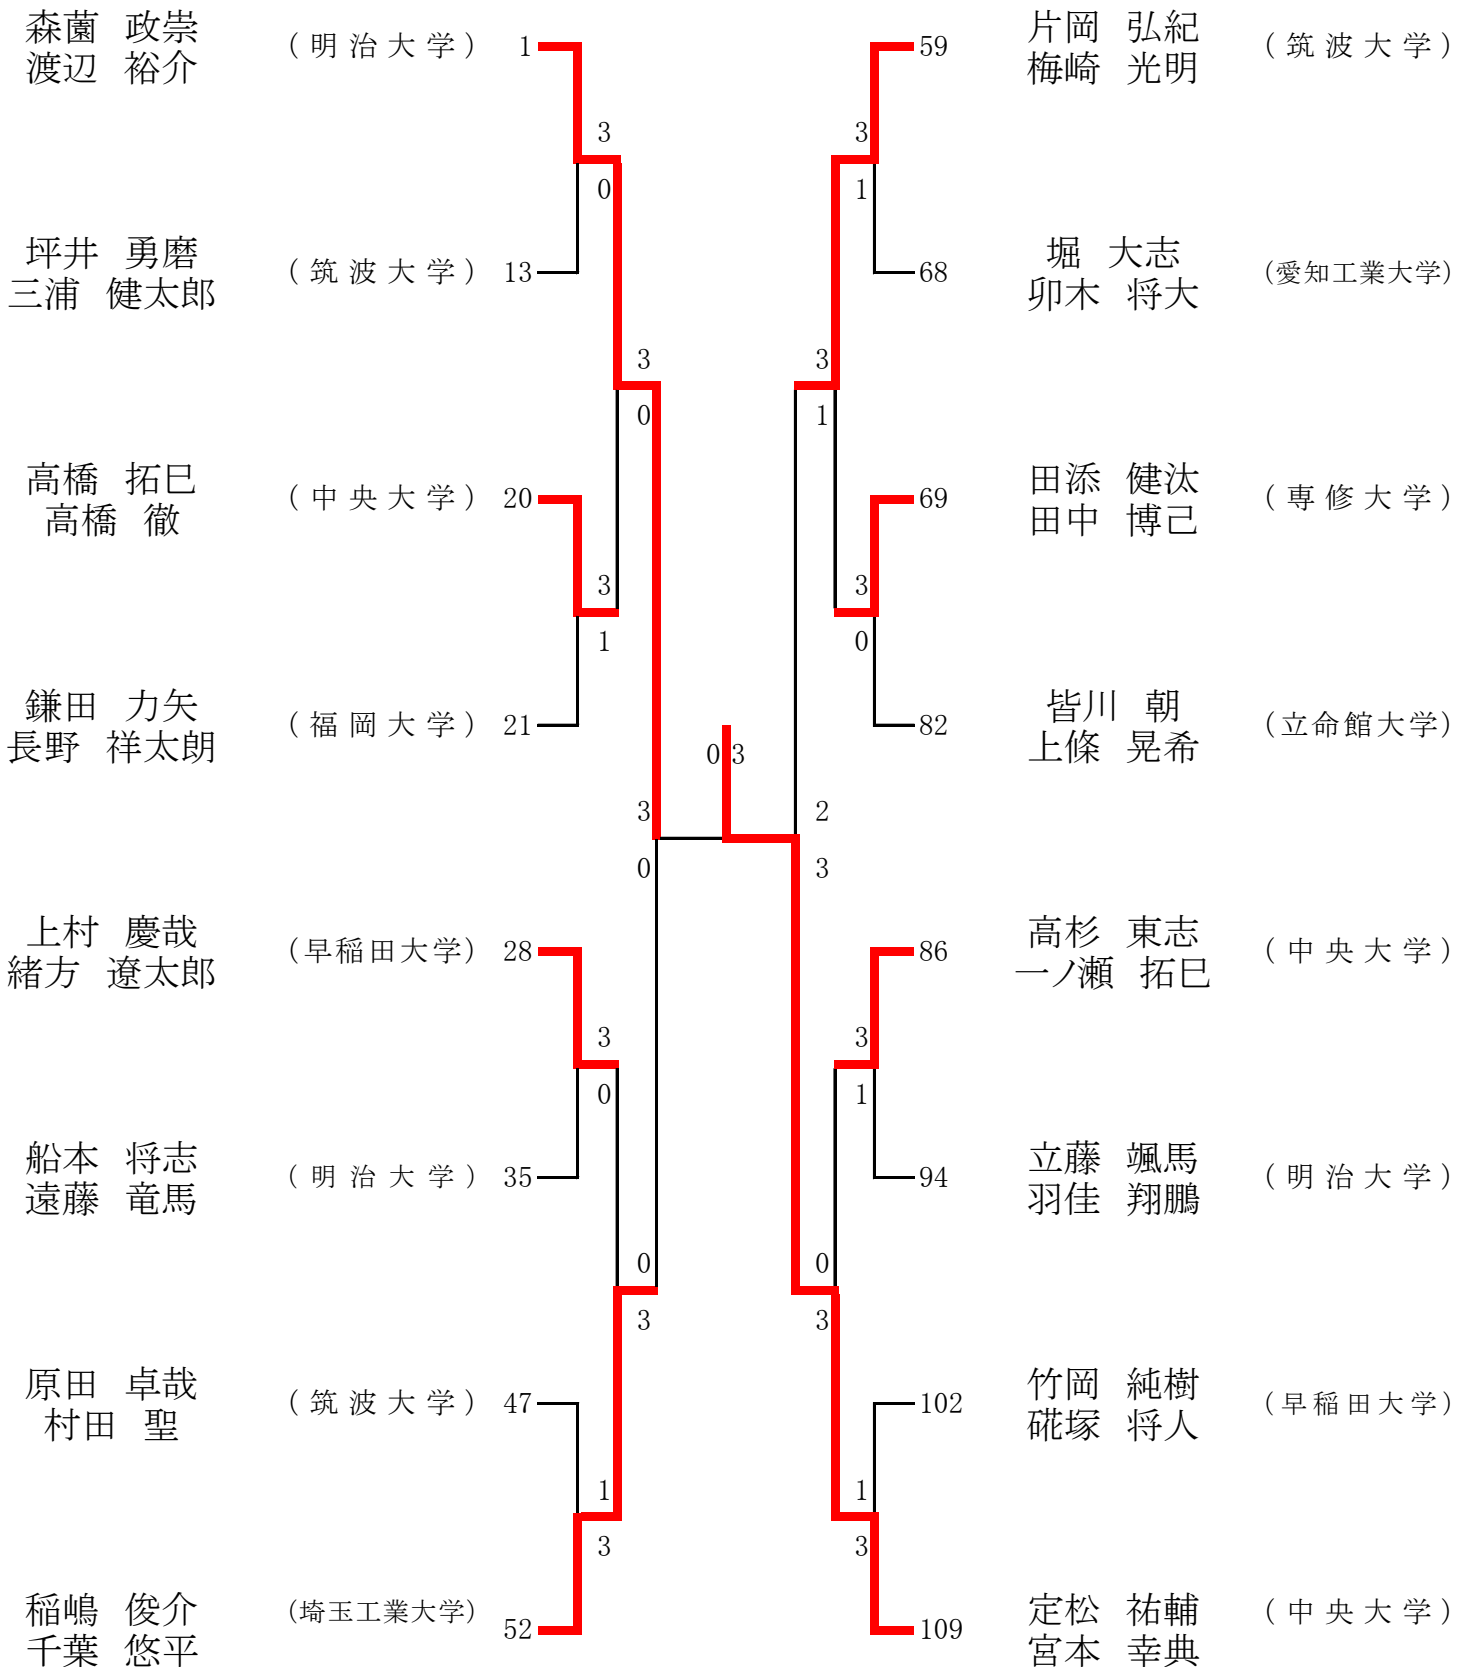 森薗 政崇
渡辺 裕介
(明治大学) 1
3
0
坪井 勇磨
三浦 健太郎
(筑波大学) 13
3
0
高橋 拓巳
高橋 徹
(中央大学) 20
3
1
鎌田 力矢
長野 祥太朗
(福岡大学) 21
3
0
上村 慶哉
緒方 遼太郎
(早稲田大学) 28
3
0
船本 将志
遠藤 竜馬
(明治大学) 35
0
3
原田 卓哉
村田 聖
(筑波大学) 47
1
3
稲嶋 俊介
千葉 悠平
(埼玉工業大学) 52
0 3
59 片岡 弘紀
梅崎 光明
(筑波大学)
3
1
68 堀 大志
卯木 将大
(愛知工業大学)
3
1
69 田添 健汰
田中 博己
(専修大学)
3
0
82 皆川 朝
上條 晃希
(立命館大学)
2
3
86 高杉 東志
一ノ瀬 拓巳
(中央大学)
3
1
94 立藤 颯馬
羽佳 翔鵬
(明治大学)
0
3
102 竹岡 純樹
硴塚 将人
(早稲田大学)
1
3
109 定松 祐輔
宮本 幸典
(中央大学)